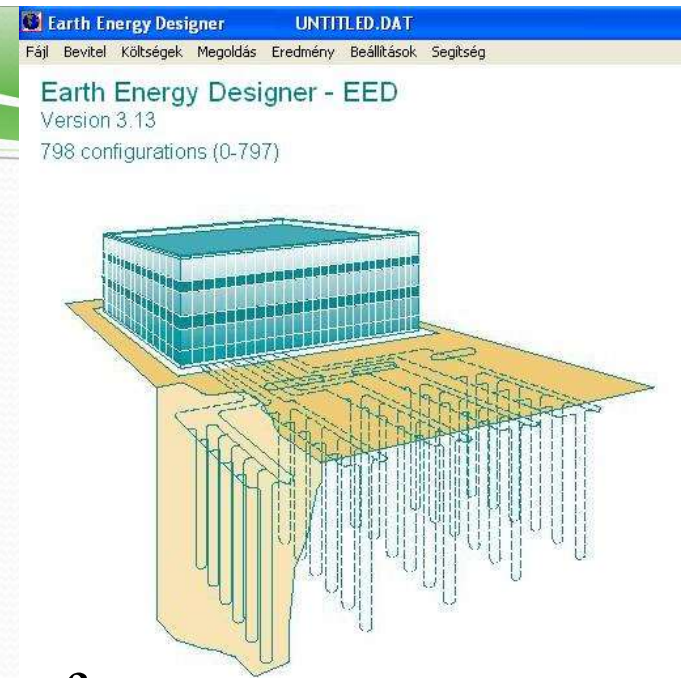 Earth Energy Designer UNTITLED.DAT
Fájl Bevitel Költségek Megoldás Eredmény Beállítások Segítség
Earth Energy Designer - EED
Version 3.13
798 configurations (0-797)